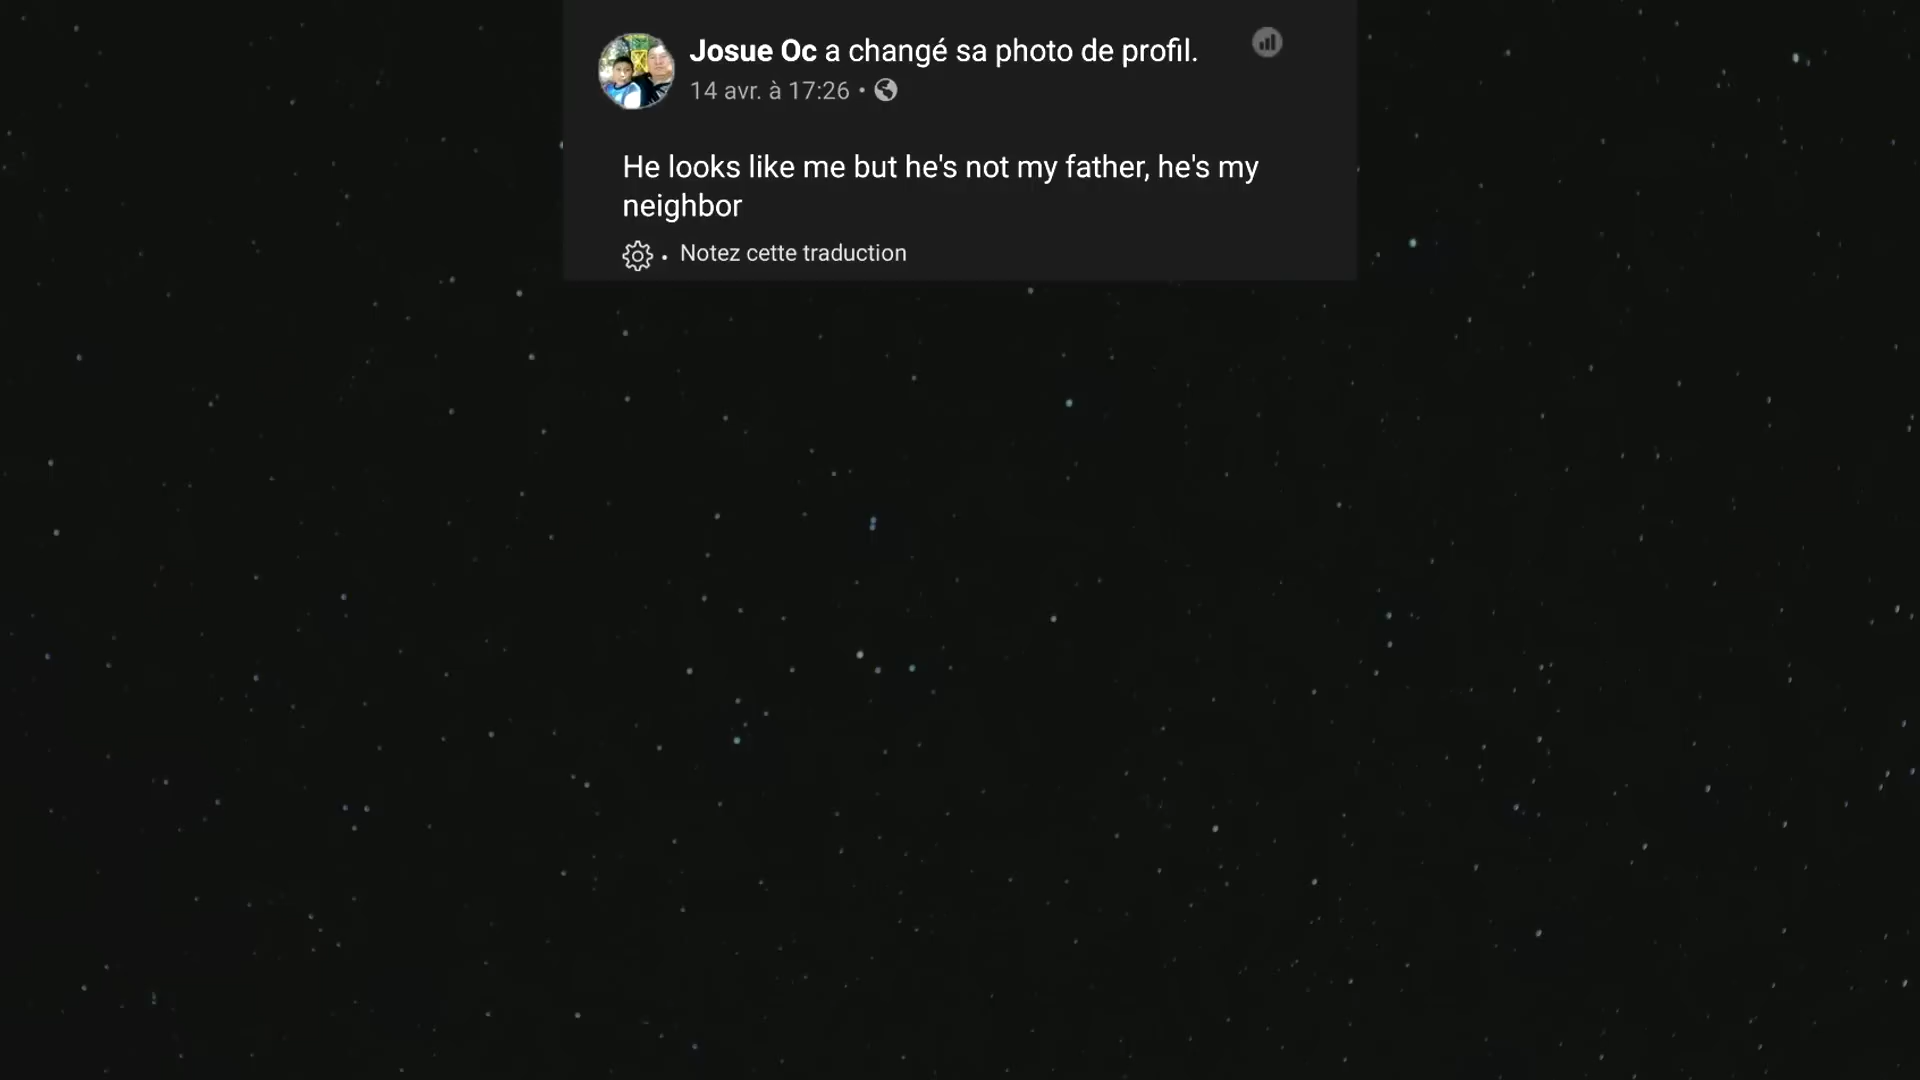 Josue Oc a changé sa photo de profil.
14 avr. à 17:26 •
He looks like me but he's not my father, he's my
neighbor
• Notez cette traduction